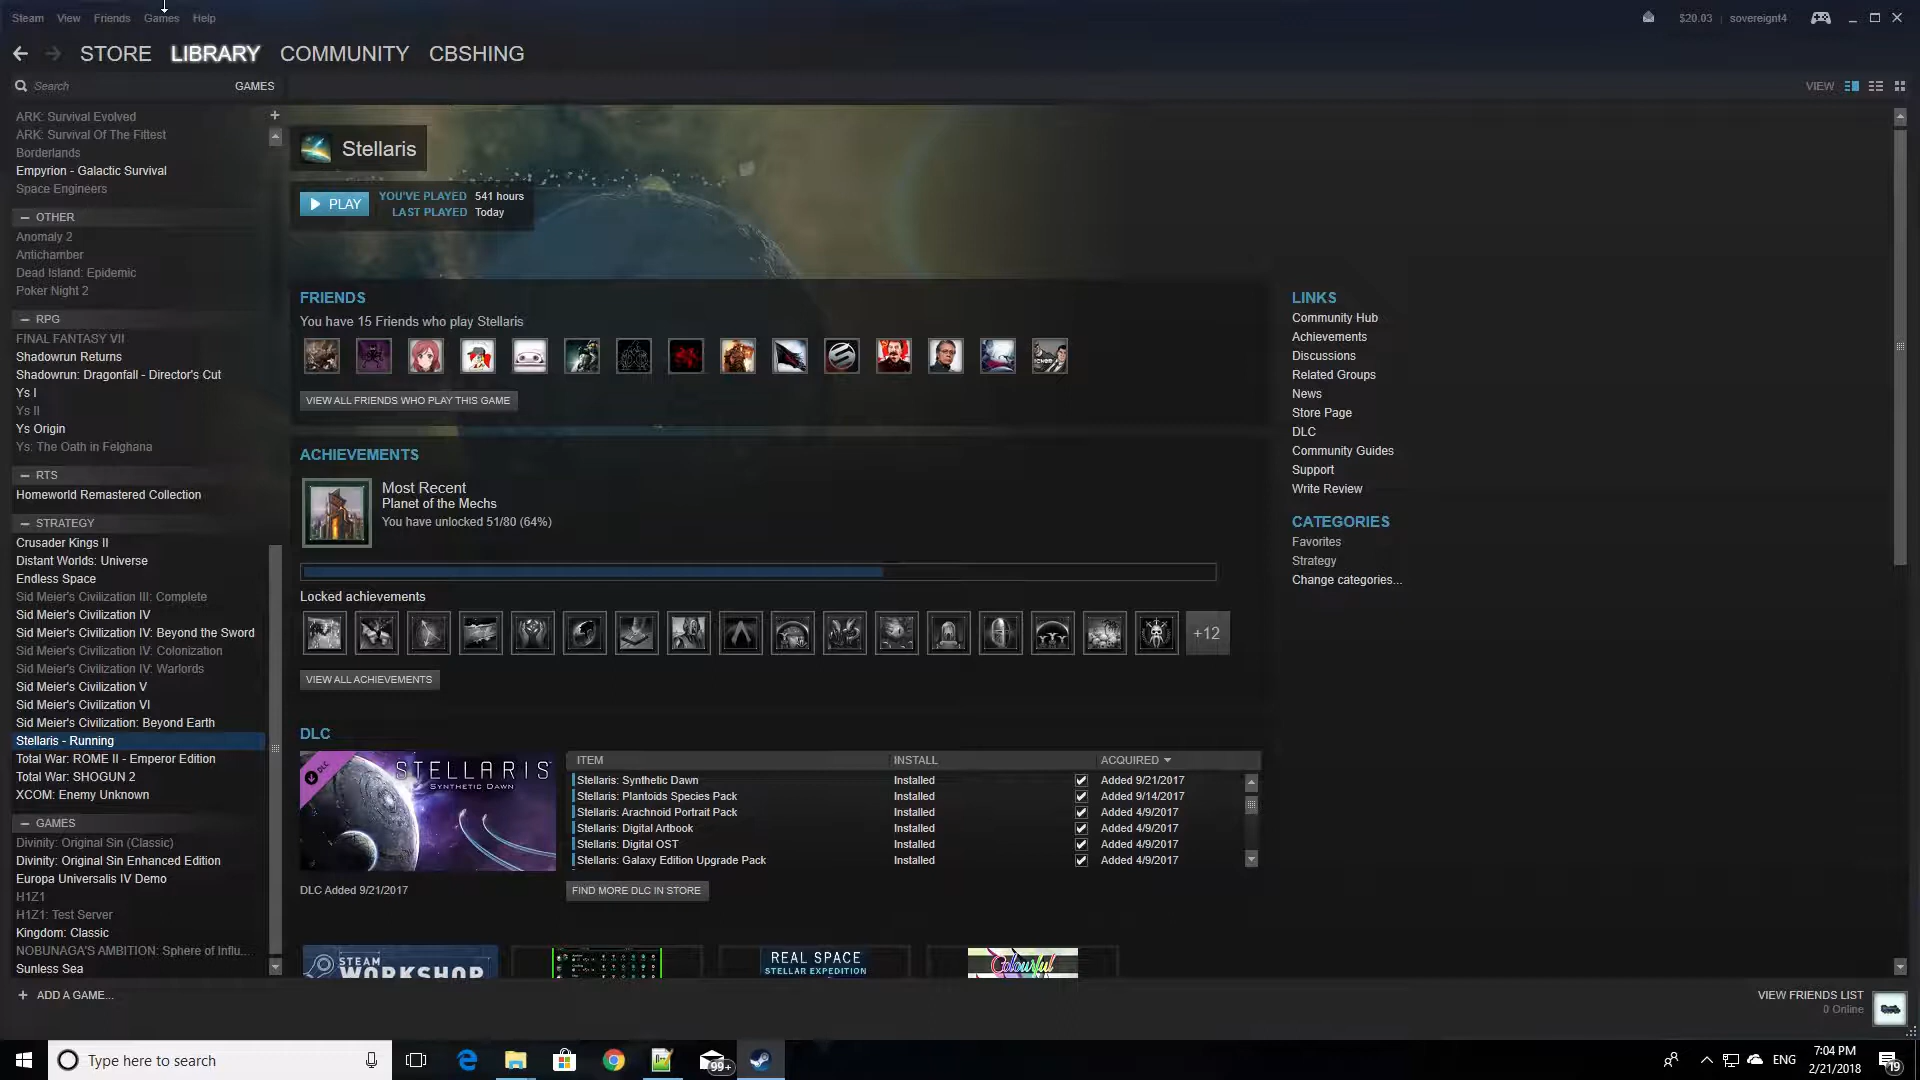 Steam View Friends Games Help
$20.03 sovereignt4
STORE LIBRARY COMMUNITY CBSHING
Search GAMES
VIEW
ARK: Survival Evolved
ARK: Survival Of The Fittest
Borderlands
Empyrion - Galactic Survival
Space Engineers
OTHER
Anomaly 2
Antichamber
Dead Island: Epidemic
Poker Night 2
RPG
FINAL FANTASY VII
Shadowrun Returns
Shadowrun: Dragonfall - Director's Cut
Ys I
Ys II
Ys Origin
Ys: The Oath in Felghana
RTS
Homeworld Remastered Collection
STRATEGY
Crusader Kings II
Distant Worlds: Universe
Endless Space
Sid Meier's Civilization III: Complete
Sid Meier's Civilization IV
Sid Meier's Civilization IV: Beyond the Sword
Sid Meier's Civilization IV: Colonization
Sid Meier's Civilization IV: Warlords
Sid Meier's Civilization V
Sid Meier's Civilization VI
Sid Meier's Civilization: Beyond Earth
Stellaris - Running
Total War: ROME II - Emperor Edition
Total War: SHOGUN 2
XCOM: Enemy Unknown
GAMES
Divinity: Original Sin (Classic)
Divinity: Original Sin Enhanced Edition
Europa Universalis IV Demo
H1Z1
H1Z1: Test Server
Kingdom: Classic
NOBUNAGA'S AMBITION: Sphere of Influ...
Sunless Sea
+ ADD A GAME...
Stellaris
PLAY
YOU'VE PLAYED 541 hours
LAST PLAYED Today
FRIENDS
You have 15 Friends who play Stellaris
VIEW ALL FRIENDS WHO PLAY THIS GAME
ACHIEVEMENTS
Most Recent
Planet of the Mechs
You have unlocked 51/80 (64%)
Locked achievements
+12
VIEW ALL ACHIEVEMENTS
DLC
DLC
STELLARIS
SYNTHETIC DAWN
DLC Added 9/21/2017
ITEM INSTALL ACQUIRED
Stellaris: Synthetic Dawn Installed Added 9/21/2017
Stellaris: Plantoids Species Pack Installed Added 9/14/2017
Stellaris: Arachnoid Portrait Pack Installed Added 4/9/2017
Stellaris: Digital Artbook Installed Added 4/9/2017
Stellaris: Digital OST Installed Added 4/9/2017
Stellaris: Galaxy Edition Upgrade Pack Installed Added 4/9/2017
FIND MORE DLC IN STORE
STEAM
WORKSHOP
REAL SPACE
STELLAR EXPEDITION
Colourful
LINKS
Community Hub
Achievements
Discussions
Related Groups
News
Store Page
DLC
Community Guides
Support
Write Review
CATEGORIES
Favorites
Strategy
Change categories...
VIEW FRIENDS LIST
0 Online
Type here to search
99+
ENG
7:04 PM
2/21/2018
19